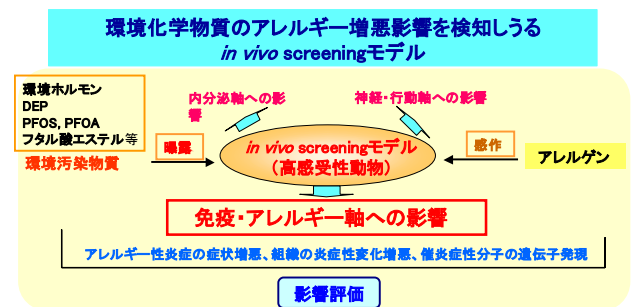 環境化学物質のアレルギー増悪影響を検知しうる
in vivo screeningモデル
環境ホルモン
DEP
PFOS, PFOA
フタル酸エステル等
環境汚染物質
内分泌軸への影
響
神経・行動軸への影響
曝露
in vivo screeningモデル
（高感受性動物）
感作
アレルゲン
免疫・アレルギー軸への影響
アレルギー性炎症の症状増悪、組織の炎症性変化増悪、催炎症性分子の遺伝子発現
影響評価